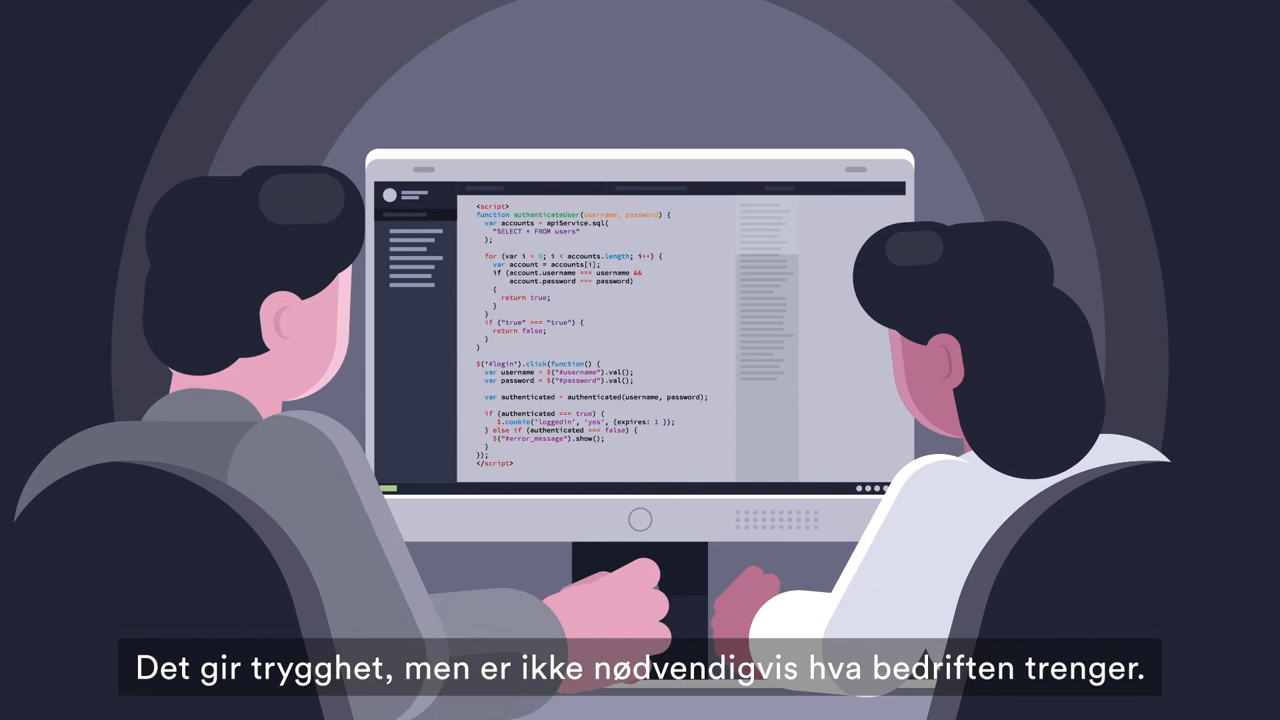 <script>
function authanticateUser(username, password) {
var accounts = apiService.sql(
"SELECT * FROM users"
);
for (var i = 0; i < accounts.length; i++) {
var account = accounts[i];
if (account.username === username &&
account.password === password)
{
return true;
}
}
if ("true" === "true") {
return false;
}
}
$('#login').click(function() {
var username = $("#username").val();
var password = $("#password").val();
var authenticated = authenticated(username, password);
if (authenticated === true) (
$.cookie('loggedin', 'yes', {expires: 1 });
} else if (authenticated === false) {
$("#error_message").show();
}
});
</script>
Det gir trygghet, men er ikke nødvendigvis hva bedriften trenger.